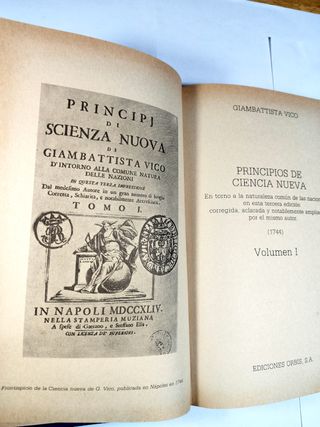 PRINCIPJ
DI
SCIENZA NUOVA
DI
GIAMBATTISTA VICO
D'INTORNO ALLA COMUNE NATURA
DELLE NAZIONI
IN QUESTA TERZA IMPRESSIONE
Dal medesimo Autore in un gran numero di luoghi
Corretta, Schiarita, e notabilmente Accresciuta.
TOMO I.
IN NAPOLI MDCCXLIV.
NELLA STAMPERIA MUZIANA
A spese di Gaetano, e Steffano Elia.
CON LICENZA DE' SUPERIORI.
Frontispicio de la Ciencia nueva de G. Vico, publicada en Nápoles en 1744.
GIAMBATTISTA VICO
PRINCIPIOS DE
CIENCIA NUEVA
En torno a la naturaleza común de las nacion
en esta tercera edición
corregida, aclarada y notablemente amplia
por el mismo autor.
(1744)
Volumen I
EDICIONES ORBIS, S.A.